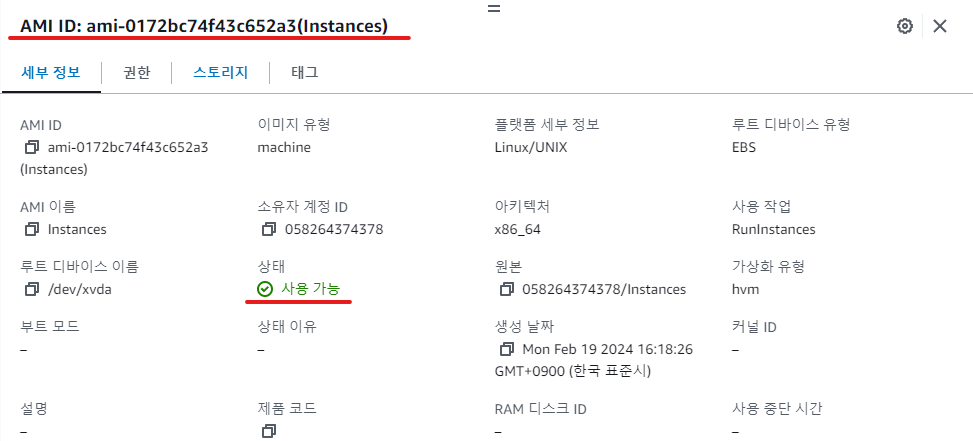 AMI ID: ami-0172bc74f43c652a3(Instances)
세부 정보 권한 스토리지 태그
AMI ID 이미지 유형 플랫폼 세부 정보 루트 디바이스 유형
ami-0172bc74f43c652a3 machine Linux/UNIX EBS
(Instances)
AMI 이름 소유자 계정 ID 아키텍처 사용 작업
Instances 058264374378 x86_64 RunInstances
루트 디바이스 이름 상태 원본 가상화 유형
/dev/xvda 사용 가능 058264374378/Instances hvm
부트 모드 상태 이유 생성 날짜 커널 ID
– – Mon Feb 19 2024 16:18:26 –
GMT+0900 (한국 표준시)
설명 제품 코드 RAM 디스크 ID 사용 중단 시간
– – –